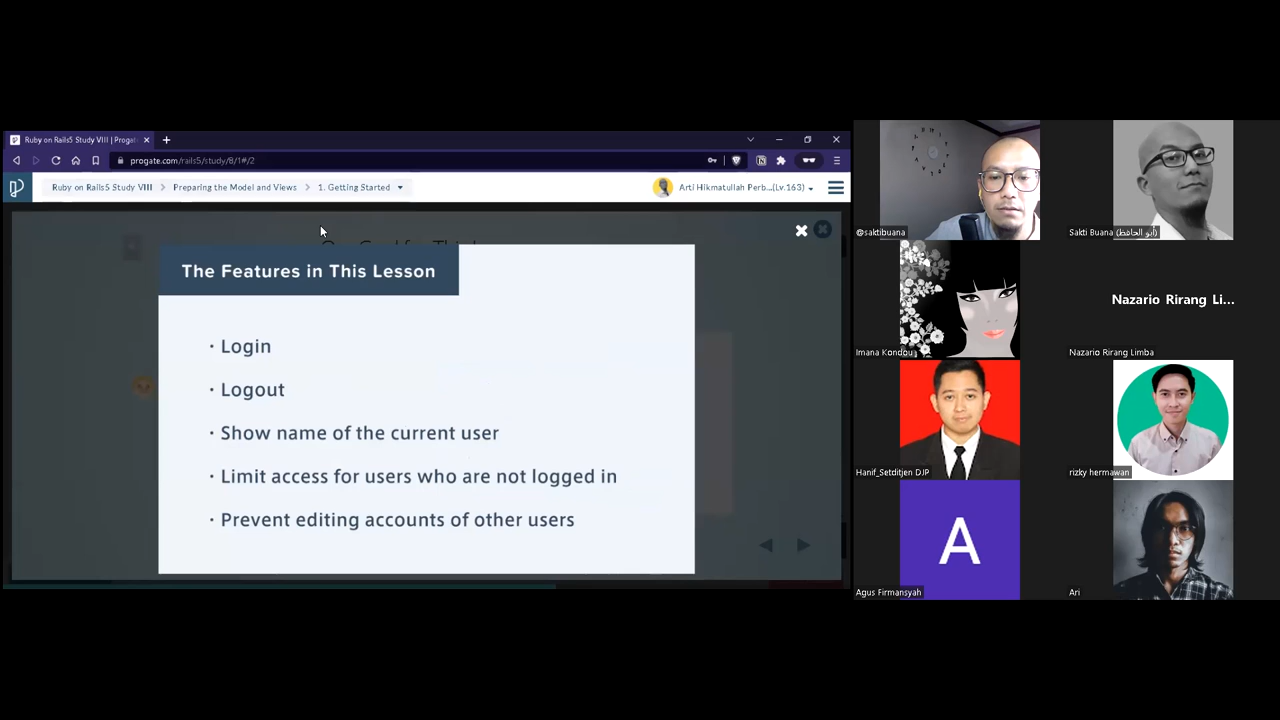 Ruby on Rails5 Study VIII | Progat
progate.com/rails5/study/8/1#/2
Ruby on Rails5 Study VIII
Preparing the Model and Views
1. Getting Started
Arti Hikmatullah Perb...(Lv.163)
The Features in This Lesson
· Login
· Logout
· Show name of the current user
· Limit access for users who are not logged in
· Prevent editing accounts of other users
@saktibuana
Sakti Buana (أبو الحافظ)
Imana Kondou
Nazario Rirang Li...
Nazario Rirang Limba
Hanif_Setditjen DJP
rizky hermawan
A
Agus Firmansyah
Ari